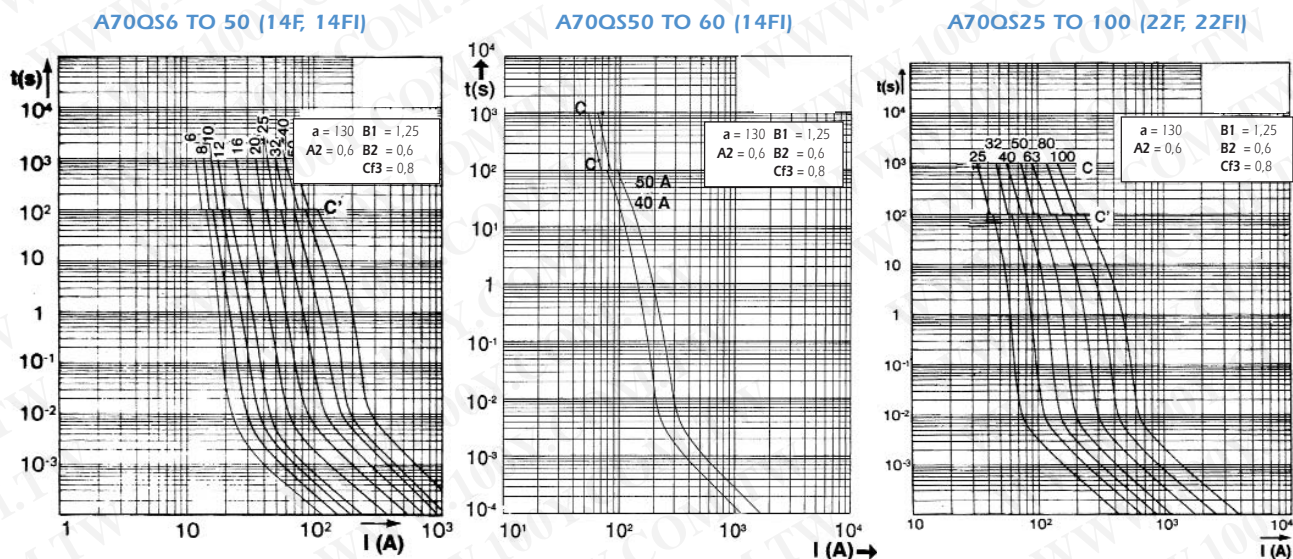 A70QS6 TO 50 (14F, 14FI)
t(s)
10⁴
10³
10²
10
1
10⁻¹
10⁻²
10⁻³
6
8
10
12
16
20
25
32
40
a = 130 B1 = 1,25
A2 = 0,6 B2 = 0,6
Cf3 = 0,8
C'
1 10 10² 10³
I (A)
A70QS50 TO 60 (14FI)
10⁴
t(s)
10³
10²
10¹
1
10⁻¹
10⁻²
10⁻³
10⁻⁴
C
C'
a = 130 B1 = 1,25
A2 = 0,6 B2 = 0,6
Cf3 = 0,8
50 A
40 A
10¹ 10² 10³ 10⁴
I (A)
A70QS25 TO 100 (22F, 22FI)
t(s)
10⁴
10³
10²
10
1
10⁻¹
10⁻²
10⁻³
32 50 80
25 40 63 100
C
C'
a = 130 B1 = 1,25
A2 = 0,6 B2 = 0,6
Cf3 = 0,8
10 10² 10³ 10⁴
I (A)
WWW.100Y.COM.TW